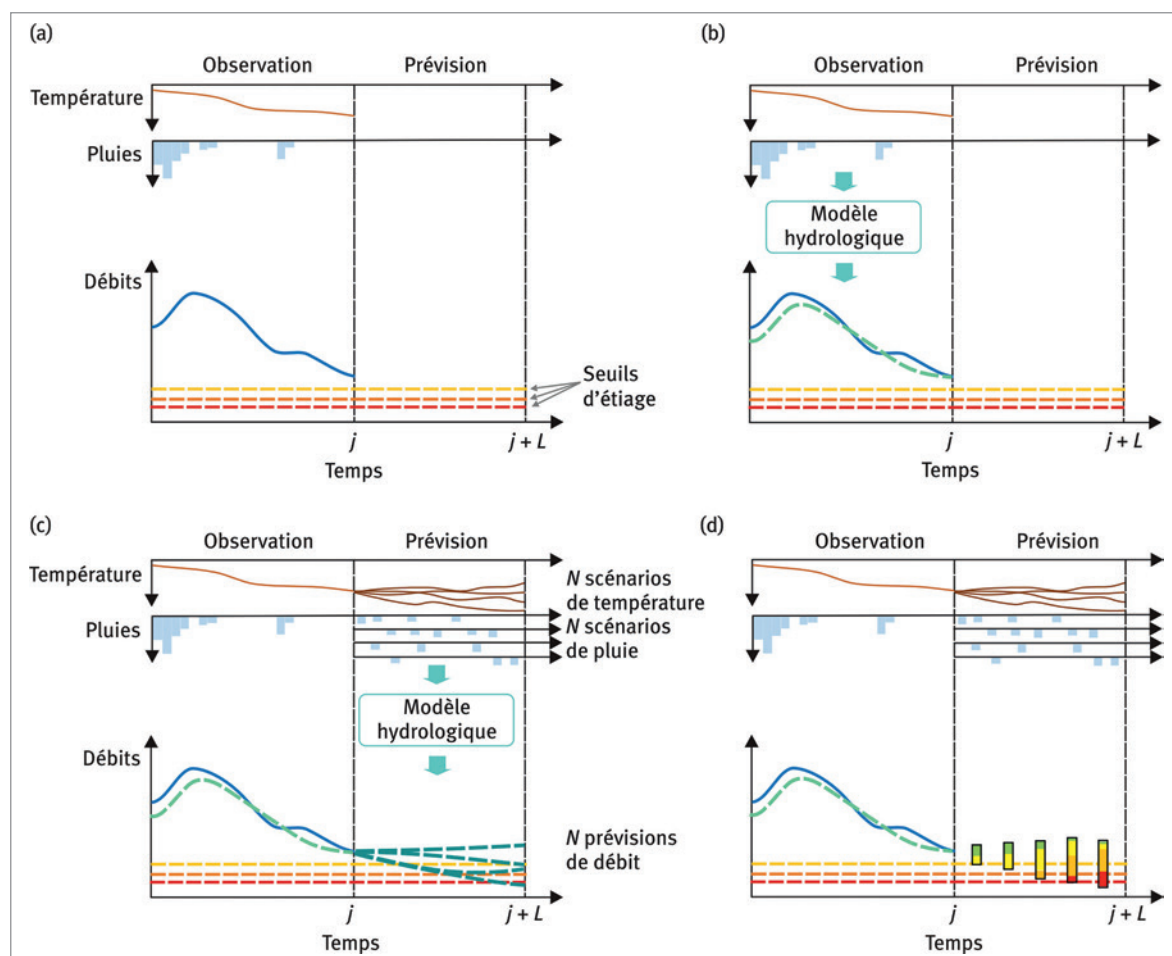 (a)
Observation
Prévision
Température
Pluies
Débits
Seuils
d'étiage
j
j + L
Temps
(b)
Observation
Prévision
Modèle
hydrologique
j
j + L
Temps
(c)
Observation
Prévision
Température
N scénarios
de température
Pluies
N scénarios
de pluie
Modèle
hydrologique
Débits
N prévisions
de débit
j
j + L
Temps
(d)
Observation
Prévision
j
j + L
Temps